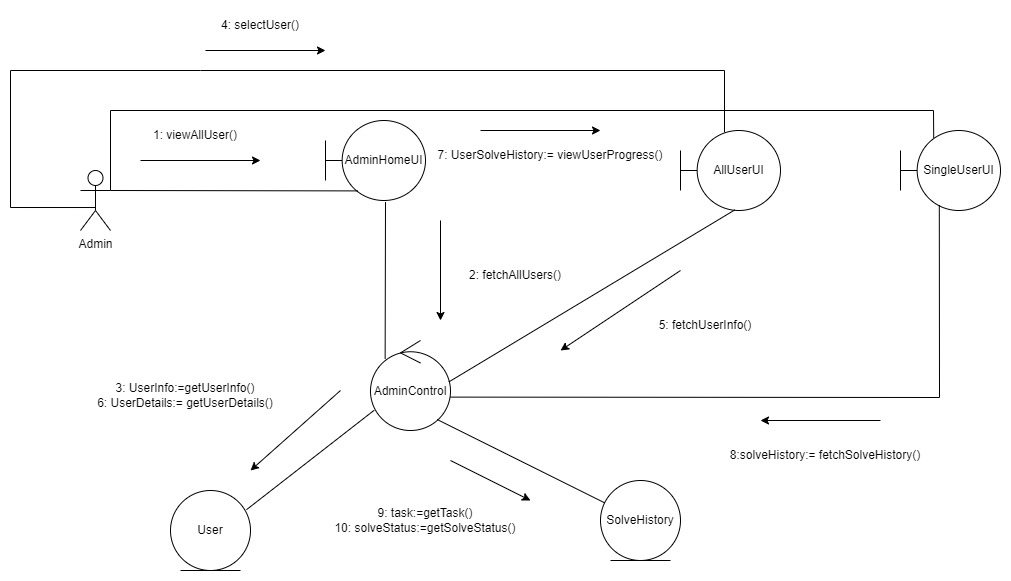 4: selectUser()
1: viewAllUser()
AdminHomeUI
7: UserSolveHistory:= viewUserProgress()
AllUserUI
SingleUserUI
Admin
2: fetchAllUsers()
5: fetchUserInfo()
3: UserInfo:=getUserInfo()
6: UserDetails:= getUserDetails()
AdminControl
8:solveHistory:= fetchSolveHistory()
9: task:=getTask()
10: solveStatus:=getSolveStatus()
User
SolveHistory